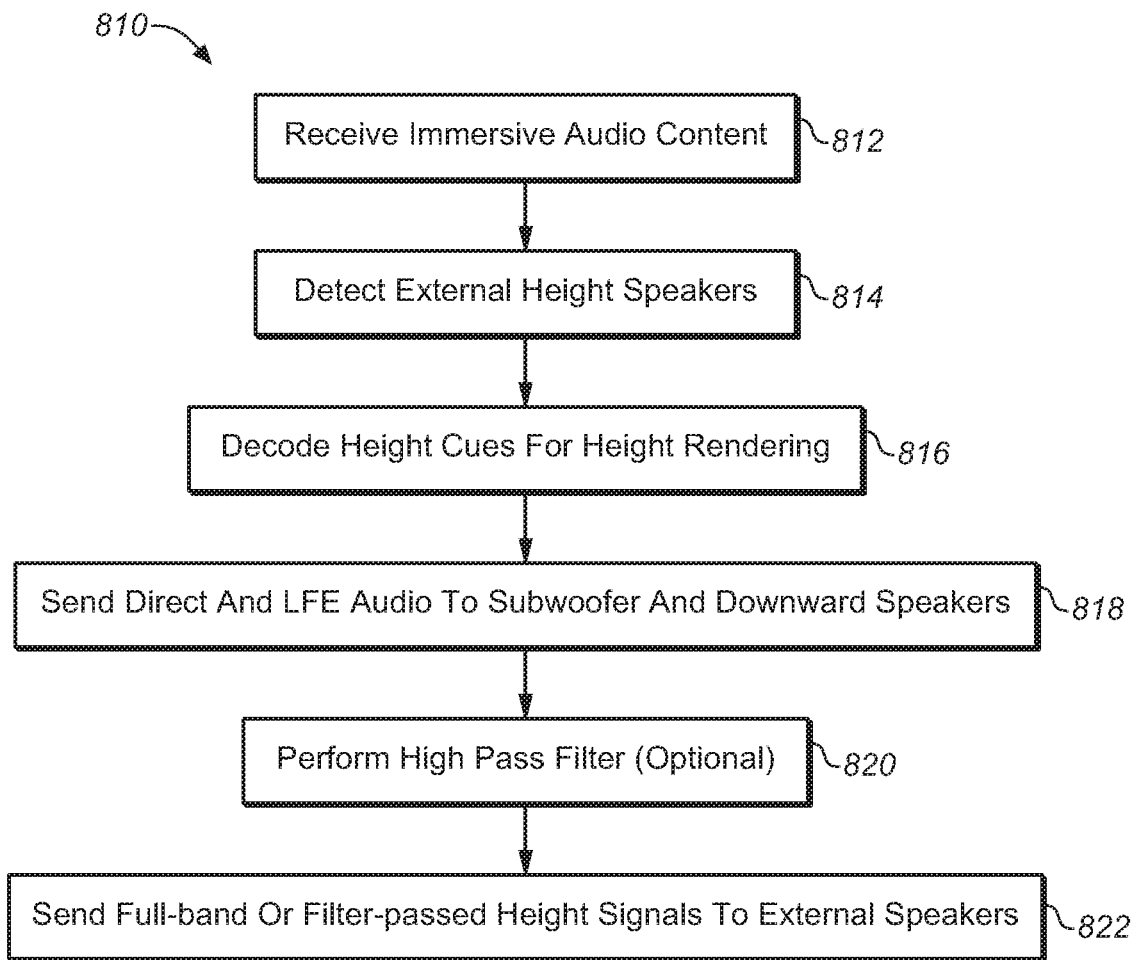 810
Receive Immersive Audio Content
812
Detect External Height Speakers
814
Decode Height Cues For Height Rendering
816
Send Direct And LFE Audio To Subwoofer And Downward Speakers
818
Perform High Pass Filter (Optional)
820
Send Full-band Or Filter-passed Height Signals To External Speakers
822